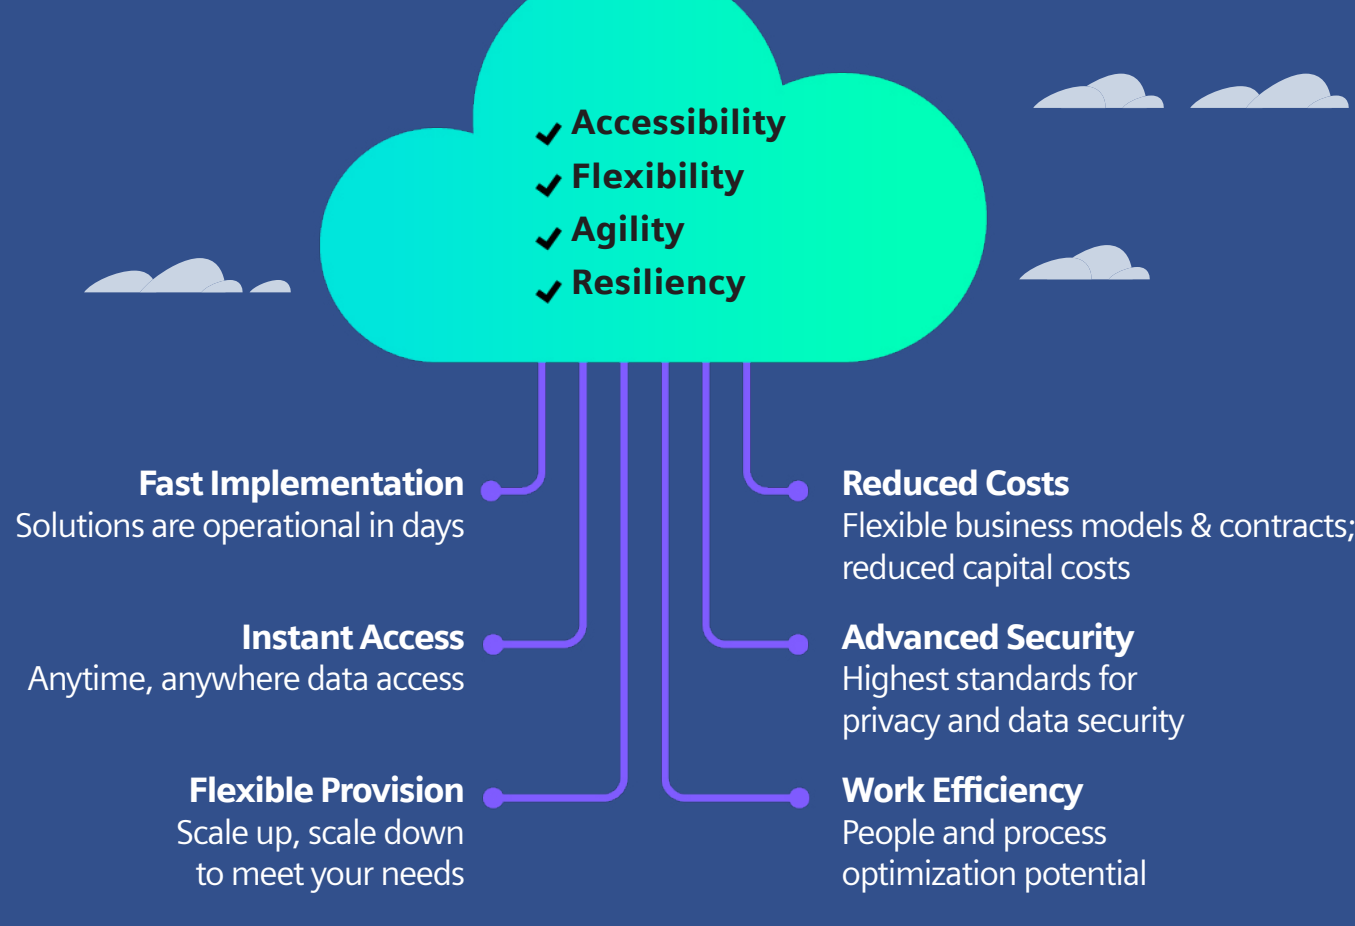 Accessibility
Flexibility
Agility
Resiliency
Fast Implementation
Solutions are operational in days
Instant Access
Anytime, anywhere data access
Flexible Provision
Scale up, scale down
to meet your needs
Reduced Costs
Flexible business models & contracts;
reduced capital costs
Advanced Security
Highest standards for
privacy and data security
Work Efficiency
People and process
optimization potential